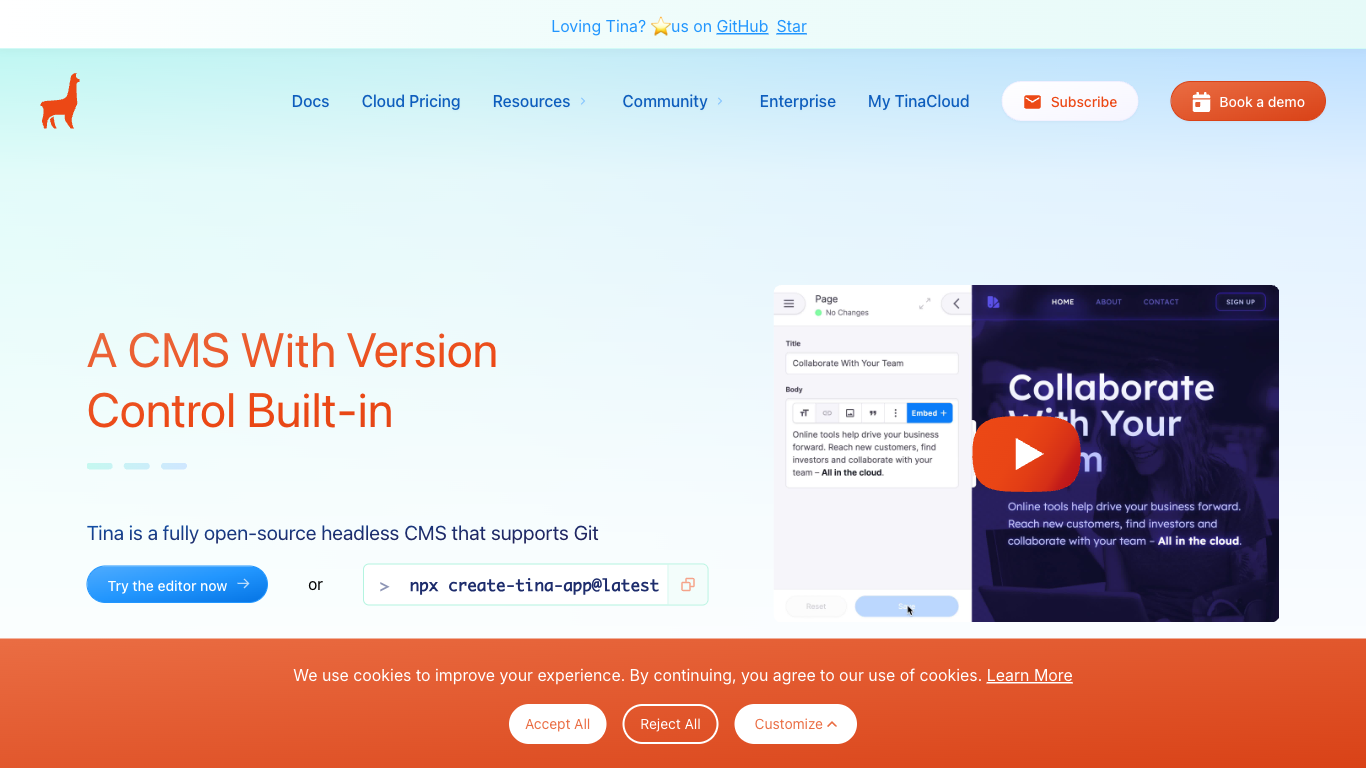 Loving Tina? ⭐us on GitHub Star
Docs
Cloud Pricing
Resources
Community
Enterprise
My TinaCloud
Subscribe
Book a demo
A CMS With Version
Control Built-in
Tina is a fully open-source headless CMS that supports Git
Try the editor now
or
> npx create-tina-app@latest
Page
No Changes
Title
Collaborate With Your Team
Body
Embed +
Online tools help drive your business
forward. Reach new customers, find
investors and collaborate with your
team – All in the cloud.
Reset
HOME
ABOUT
CONTACT
SIGN UP
Collaborate
With Your
Online tools help drive your business forward.
Reach new customers, find investors and
collaborate with your team – All in the cloud.
We use cookies to improve your experience. By continuing, you agree to our use of cookies. Learn More
Accept All
Reject All
Customize